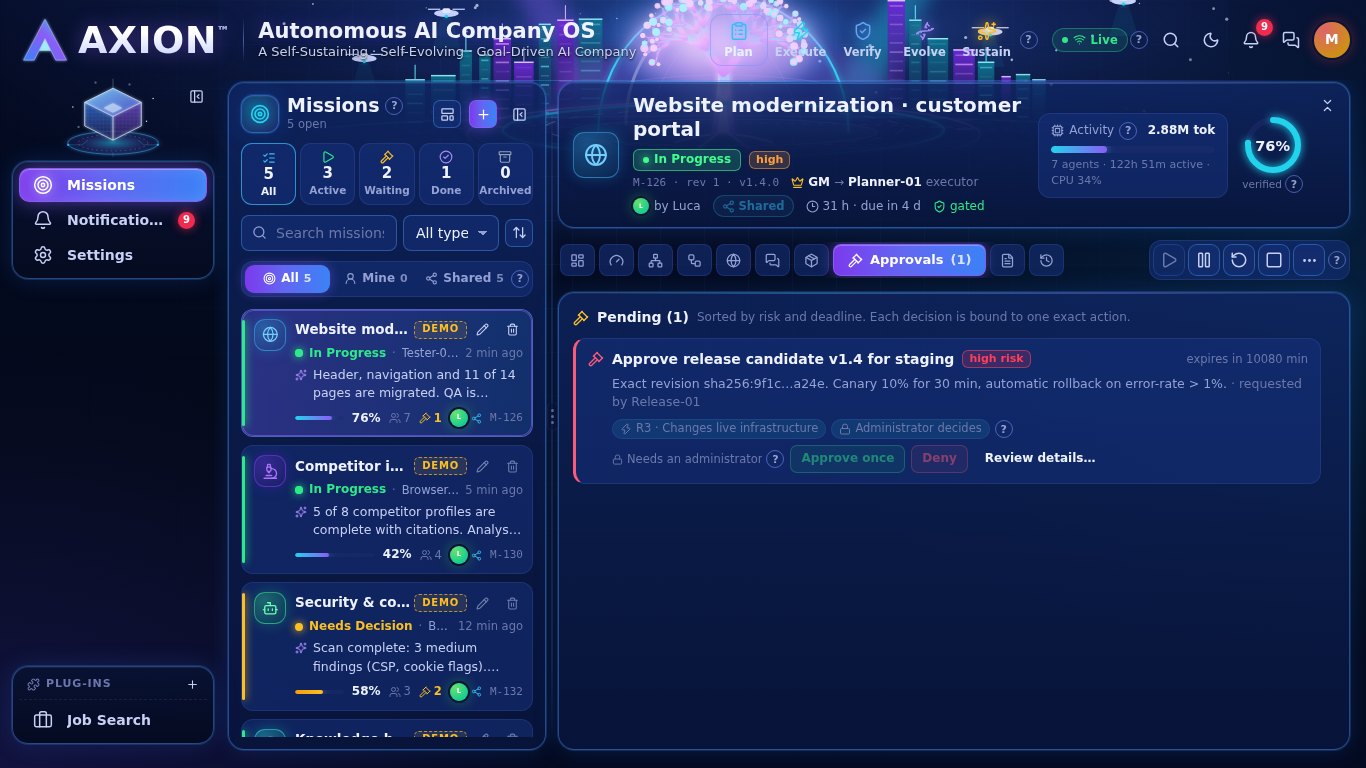 AXION™
Autonomous AI Company OS
A Self-Sustaining · Self-Evolving · Goal-Driven AI Company
Plan
Execute
Verify
Evolve
Sustain
?
Live
?
9
M
Missions
Notificatio... 9
Settings
PLUG-INS +
Job Search
Missions ?
5 open
+
5 All
3 Active
2 Waiting
1 Done
0 Archived
Search missions
All type
All 5
Mine 0
Shared 5
?
Website mod... DEMO
In Progress · Tester-0... 2 min ago
Header, navigation and 11 of 14
pages are migrated. QA is...
76% 7 1 L M-126
Competitor i... DEMO
In Progress · Browser... 5 min ago
5 of 8 competitor profiles are
complete with citations. Analys...
42% 4 L M-130
Security & co... DEMO
Needs Decision · B... 12 min ago
Scan complete: 3 medium
findings (CSP, cookie flags)....
58% 3 2 L M-132
DEMO
Website modernization · customer
portal
In Progress high
M-126 · rev 1 · v1.4.0 GM → Planner-01 executor
L by Luca Shared 31 h · due in 4 d gated
Activity ? 2.88M tok
7 agents · 122h 51m active ·
CPU 34%
76%
verified ?
Approvals (1)
?
Pending (1) Sorted by risk and deadline. Each decision is bound to one exact action.
Approve release candidate v1.4 for staging high risk expires in 10080 min
Exact revision sha256:9f1c...a24e. Canary 10% for 30 min, automatic rollback on error-rate > 1%. · requested
by Release-01
R3 · Changes live infrastructure Administrator decides ?
Needs an administrator ? Approve once Deny Review details...